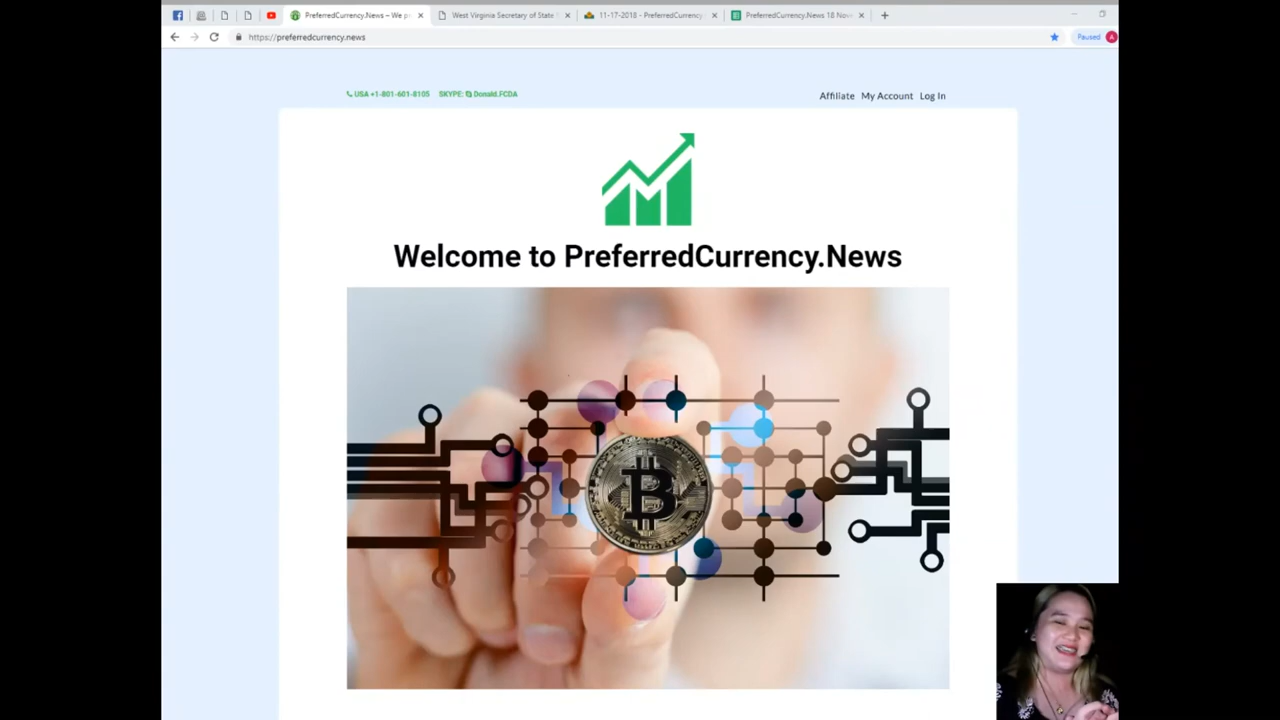 PreferredCurrency.News – We p
West Virginia Secretary of State
11-17-2018 - PreferredCurrency
PreferredCurrency.News 18 Nov
https://preferredcurrency.news
Paused
A
USA +1-801-601-8105 SKYPE: Donald.FCDA
Affiliate My Account Log In
Welcome to PreferredCurrency.News